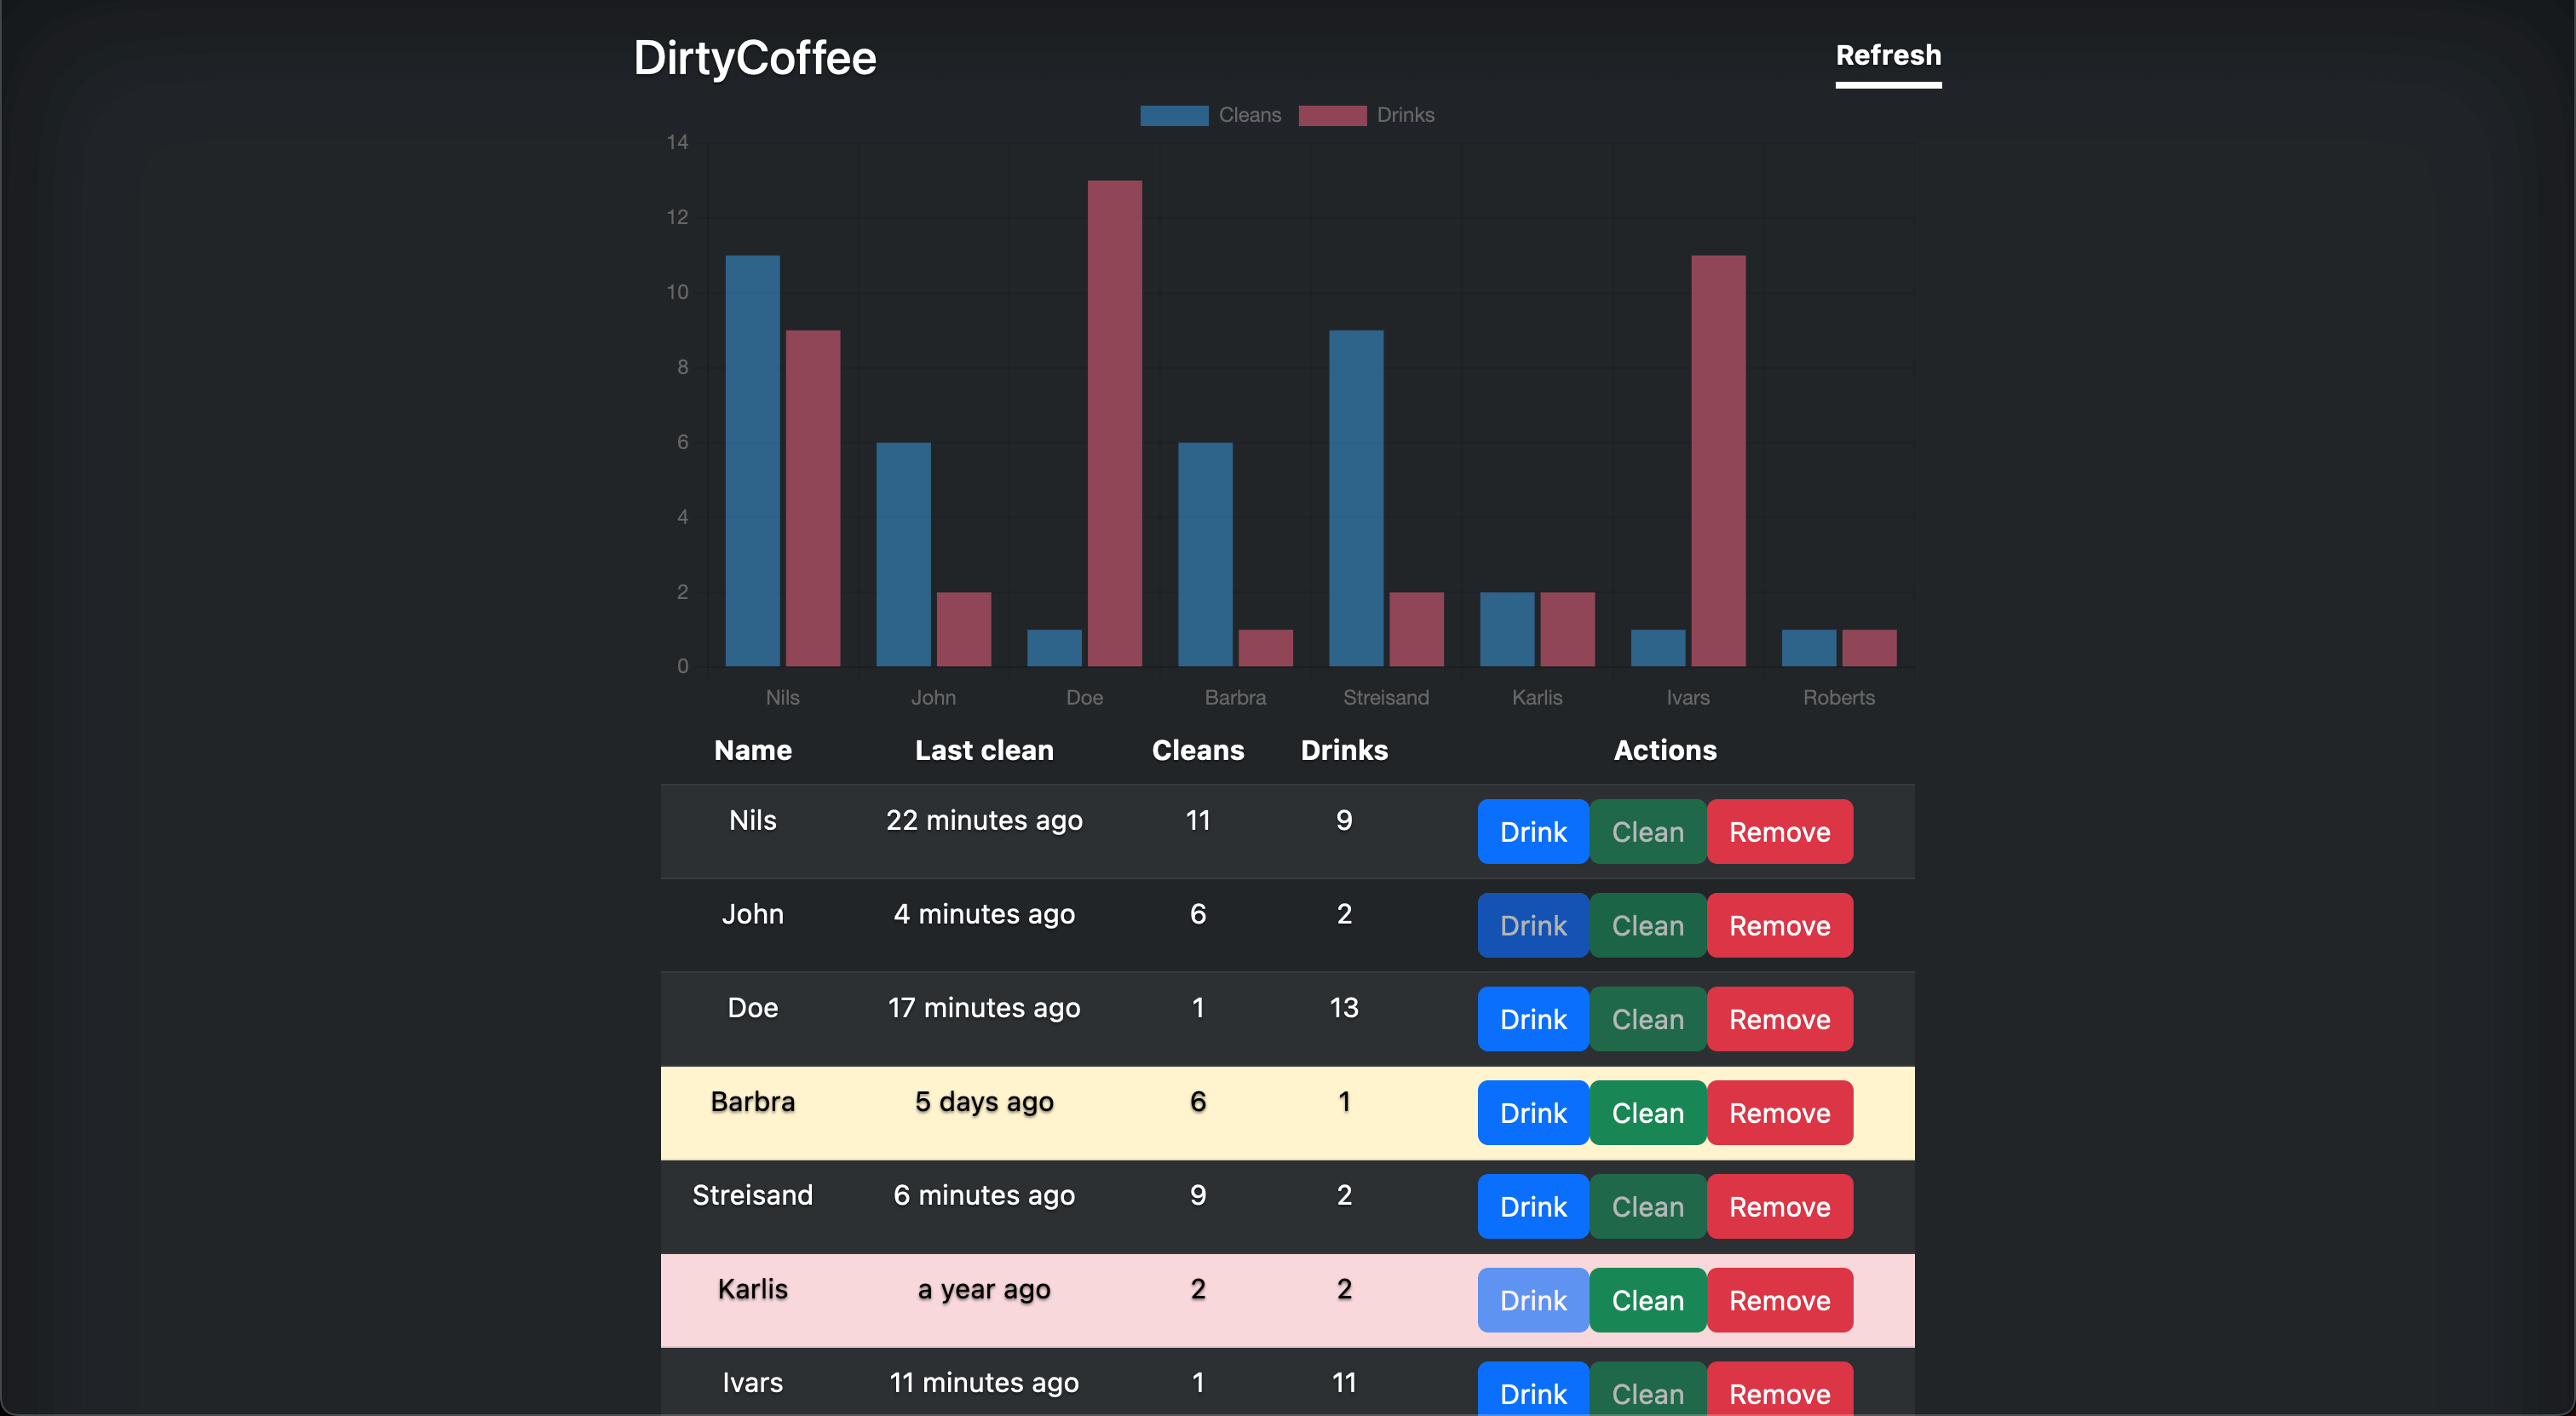 DirtyCoffee Refresh
Cleans Drinks
14
12
10
8
6
4
2
0
Nils John Doe Barbra Streisand Karlis Ivars Roberts
Name Last clean Cleans Drinks Actions
Nils 22 minutes ago 11 9 Drink Clean Remove
John 4 minutes ago 6 2 Drink Clean Remove
Doe 17 minutes ago 1 13 Drink Clean Remove
Barbra 5 days ago 6 1 Drink Clean Remove
Streisand 6 minutes ago 9 2 Drink Clean Remove
Karlis a year ago 2 2 Drink Clean Remove
Ivars 11 minutes ago 1 11 Drink Clean Remove